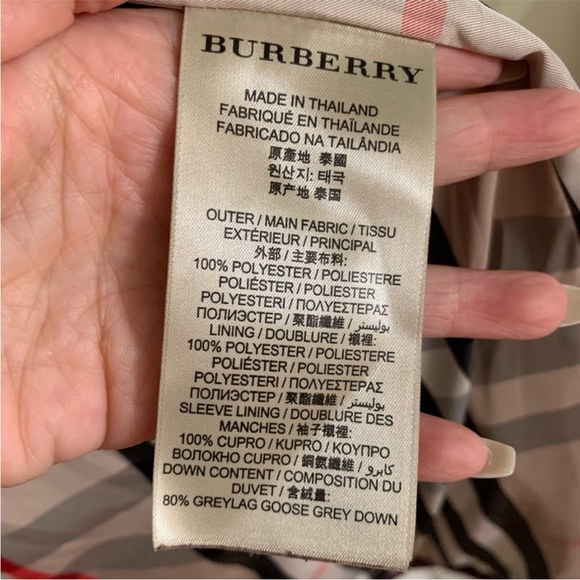 BURBERRY
MADE IN THAILAND
FABRIQUÉ EN THAÏLANDE
FABRICADO NA TAILÂNDIA
原產地 泰國
원산지: 태국
原产地 泰国
OUTER / MAIN FABRIC / TISSU
EXTÉRIEUR / PRINCIPAL
外部 / 主要布料:
100% POLYESTER / POLIESTERE
POLIÉSTER / POLIESTER
POLYESTERI / ΠΟΛΥΕΣΤΕΡΑΣ
ПОЛИЭСТЕР / 聚酯纖維 / بوليستر
LINING / DOUBLURE / 襯裡:
100% POLYESTER / POLIESTERE
POLIÉSTER / POLIESTER
POLYESTERI / ΠΟΛΥΕΣΤΕΡΑΣ
ПОЛИЭСТЕР / 聚酯纖維 / بوليستر
SLEEVE LINING / DOUBLURE DES
MANCHES / 袖子襯裡:
100% CUPRO / KUPRO / ΚΟΥΠΡΟ
ВОЛОКНО CUPRO / 銅氨纖維 / كابرو
DOWN CONTENT / COMPOSITION DU
DUVET / 含絨量:
80% GREYLAG GOOSE GREY DOWN